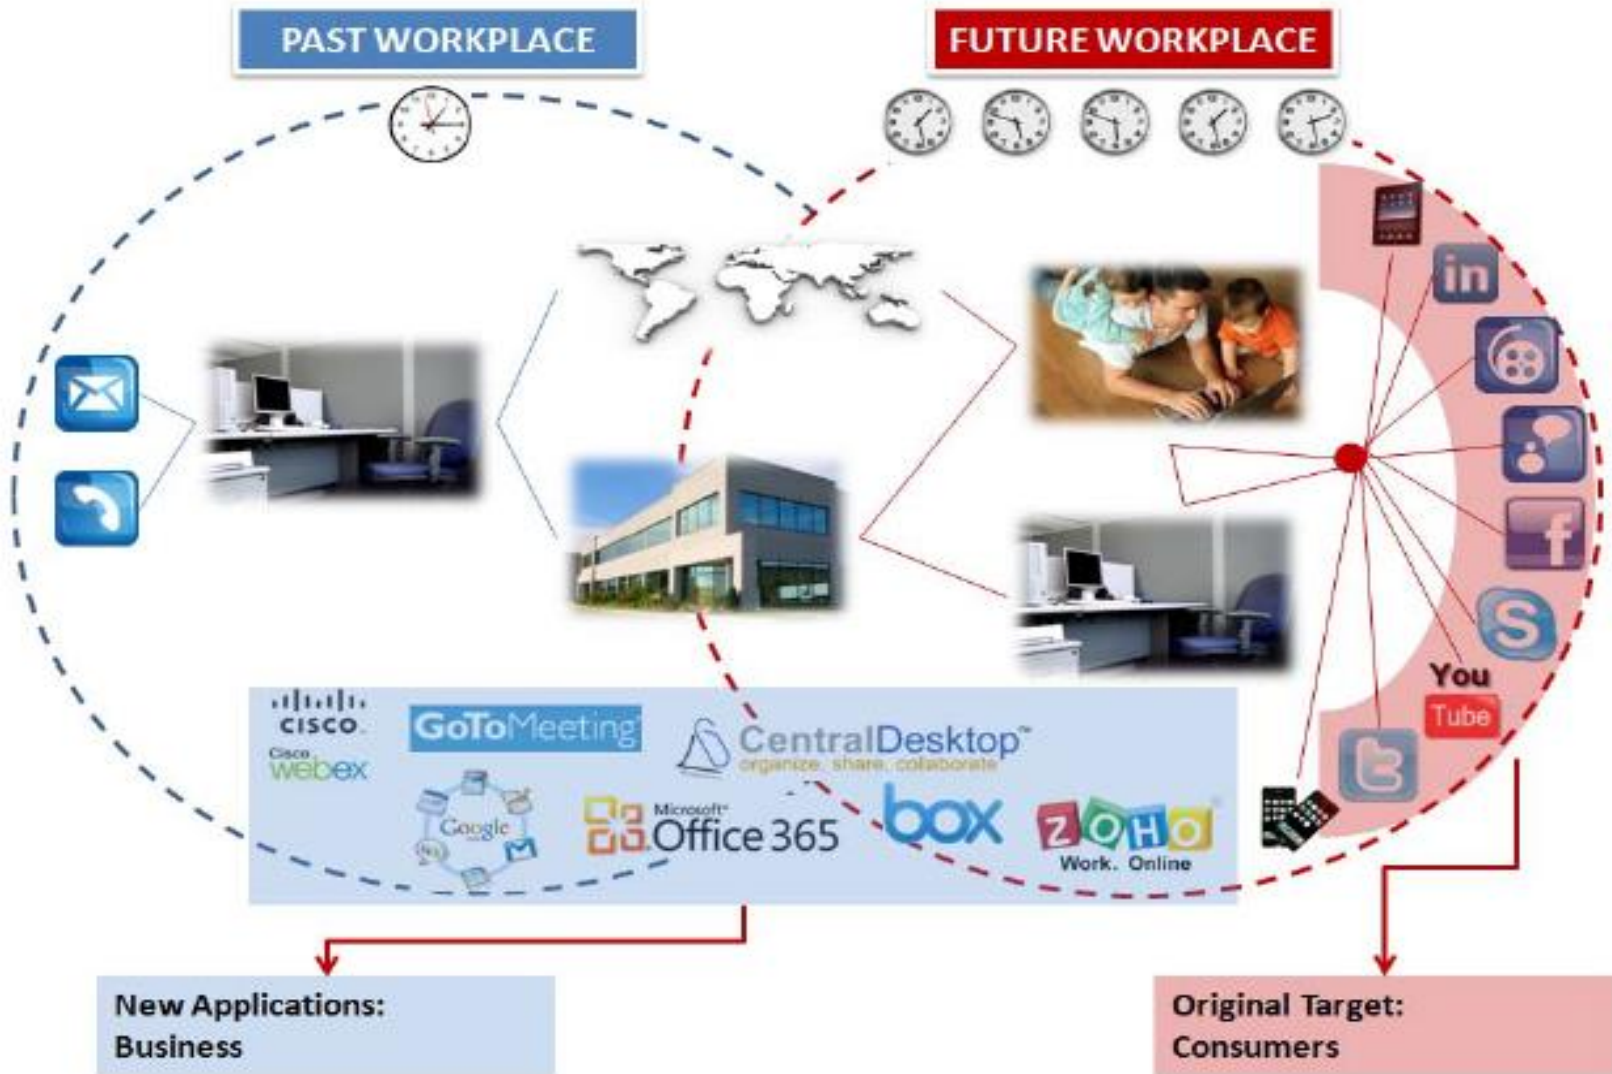 PAST WORKPLACE
FUTURE WORKPLACE
in
f
S
You
Tube
t
CISCO
Cisco
webex
GoToMeeting
CentralDesktop™
organize. share. collaborate
Google
Microsoft®
Office 365
box
ZOHO
Work. Online
New Applications:
Business
Original Target:
Consumers